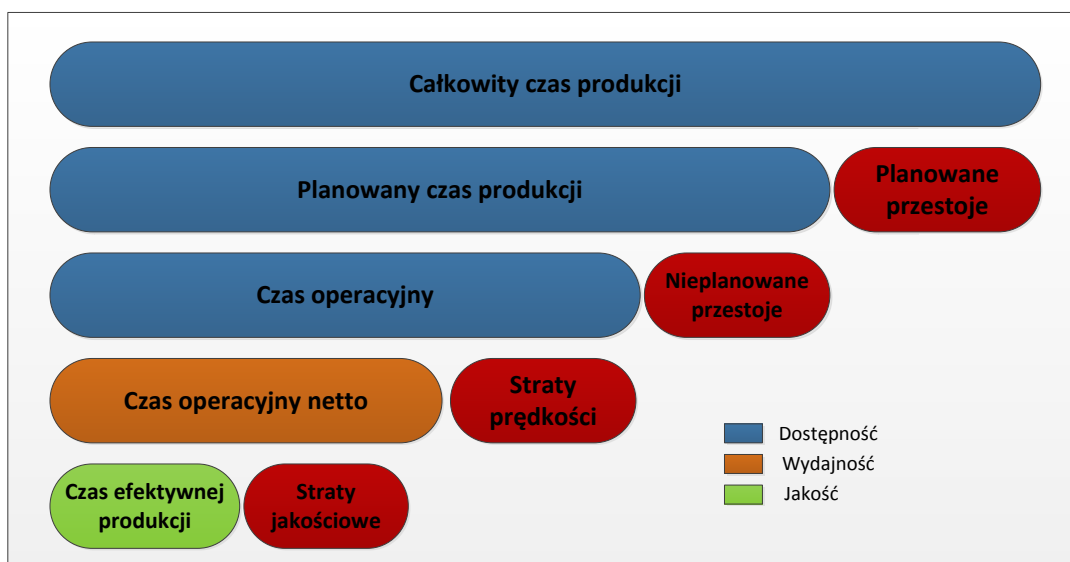 Całkowity czas produkcji
Planowany czas produkcji
Planowane
przestoje
Czas operacyjny
Nieplanowane
przestoje
Czas operacyjny netto
Straty
prędkości
Czas efektywnej
produkcji
Straty
jakościowe
Dostępność
Wydajność
Jakość